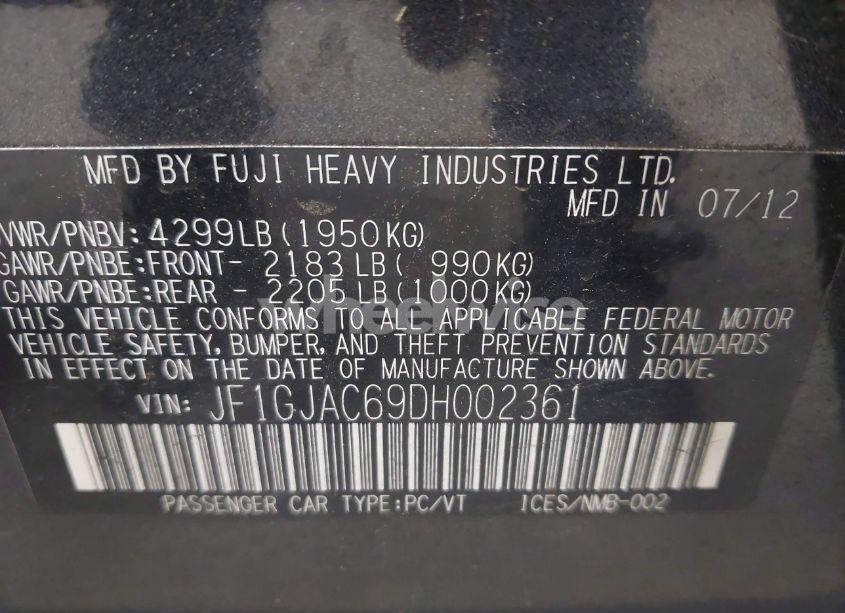 MFD BY FUJI HEAVY INDUSTRIES LTD.
MFD IN 07/12
VWR/PNBV: 4299LB (1950KG)
GAWR/PNBE:FRONT- 2183 LB ( 990KG)
GAWR/PNBE:REAR - 2205 LB (1000KG)
THIS VEHICLE CONFORMS TO ALL APPLICABLE FEDERAL MOTOR
VEHICLE SAFETY, BUMPER, AND THEFT PREVENTION STANDARDS
IN EFFECT ON THE DATE OF MANUFACTURE SHOWN ABOVE.
VIN: JF1GJAC69DH002361
PASSENGER CAR TYPE:PC/VT ICES/NMB-002